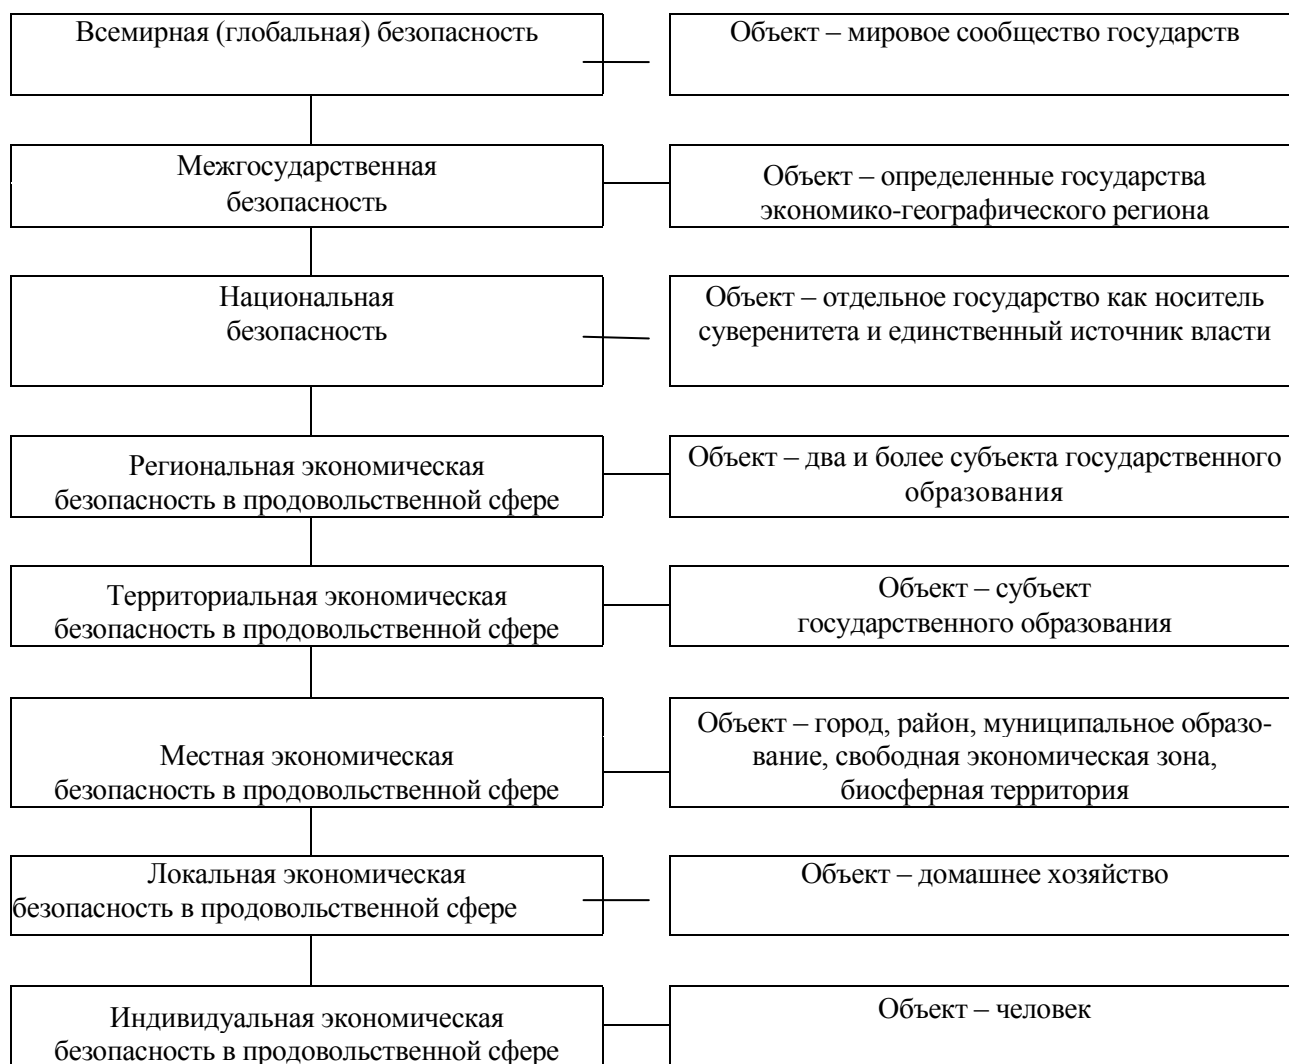 Всемирная (глобальная) безопасность
Объект – мировое сообщество государств
Межгосударственная
безопасность
Объект – определенные государства
экономико-географического региона
Национальная
безопасность
Объект – отдельное государство как носитель
суверенитета и единственный источник власти
Региональная экономическая
безопасность в продовольственной сфере
Объект – два и более субъекта государственного
образования
Территориальная экономическая
безопасность в продовольственной сфере
Объект – субъект
государственного образования
Местная экономическая
безопасность в продовольственной сфере
Объект – город, район, муниципальное образо-
вание, свободная экономическая зона,
биосферная территория
Локальная экономическая
безопасность в продовольственной сфере
Объект – домашнее хозяйство
Индивидуальная экономическая
безопасность в продовольственной сфере
Объект – человек